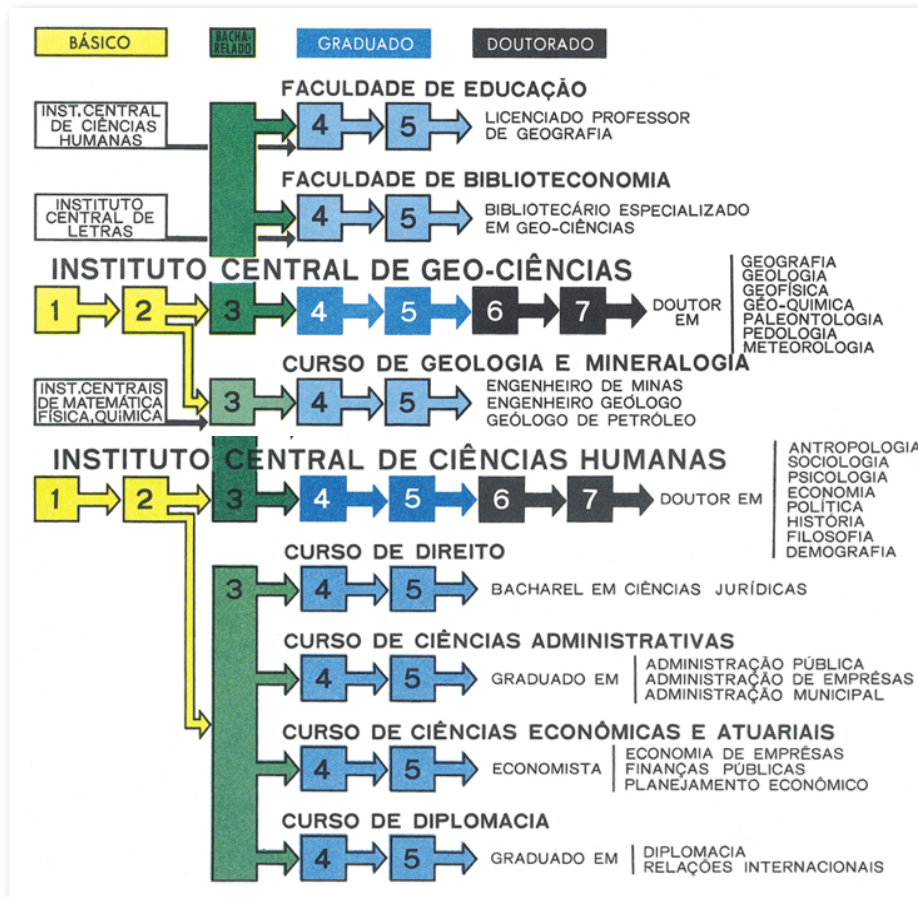 BÁSICO
BACHA-
RELADO
GRADUADO
DOUTORADO
FACULDADE DE EDUCAÇÃO
INST.CENTRAL
DE CIÊNCIAS
HUMANAS
4
5
LICENCIADO PROFESSOR
DE GEOGRAFIA
FACULDADE DE BIBLIOTECONOMIA
INSTITUTO
CENTRAL DE
LETRAS
4
5
BIBLIOTECÁRIO ESPECIALIZADO
EM GEO-CIÊNCIAS
INSTITUTO CENTRAL DE GEO-CIÊNCIAS
1
2
3
4
5
6
7
DOUTOR
EM
GEOGRAFIA
GEOLOGIA
GEOFÍSICA
GÉO-QUIMICA
PALEONTOLOGIA
PEDOLOGIA
METEOROLOGIA
CURSO DE GEOLOGIA E MINERALOGIA
INST.CENTRAIS
DE MATEMÁTICA
FÍSICA,QUÍMICA
3
4
5
ENGENHEIRO DE MINAS
ENGENHEIRO GEÓLOGO
GEÓLOGO DE PETRÓLEO
INSTITUTO CENTRAL DE CIÊNCIAS HUMANAS
1
2
3
4
5
6
7
DOUTOR EM
ANTROPOLOGIA
SOCIOLOGIA
PSICOLOGIA
ECONOMIA
POLÍTICA
HISTÓRIA
FILOSOFIA
DEMOGRAFIA
CURSO DE DIREITO
3
4
5
BACHAREL EM CIÊNCIAS JURÍDICAS
CURSO DE CIÊNCIAS ADMINISTRATIVAS
4
5
GRADUADO EM
ADMINISTRAÇÃO PÚBLICA
ADMINISTRAÇÃO DE EMPRÊSAS
ADMINISTRAÇÃO MUNICIPAL
CURSO DE CIÊNCIAS ECONÔMICAS E ATUARIAIS
4
5
ECONOMISTA
ECONOMIA DE EMPRÊSAS
FINANÇAS PÚBLICAS
PLANEJAMENTO ECONÔMICO
CURSO DE DIPLOMACIA
4
5
GRADUADO EM
DIPLOMACIA
RELAÇÕES INTERNACIONAIS